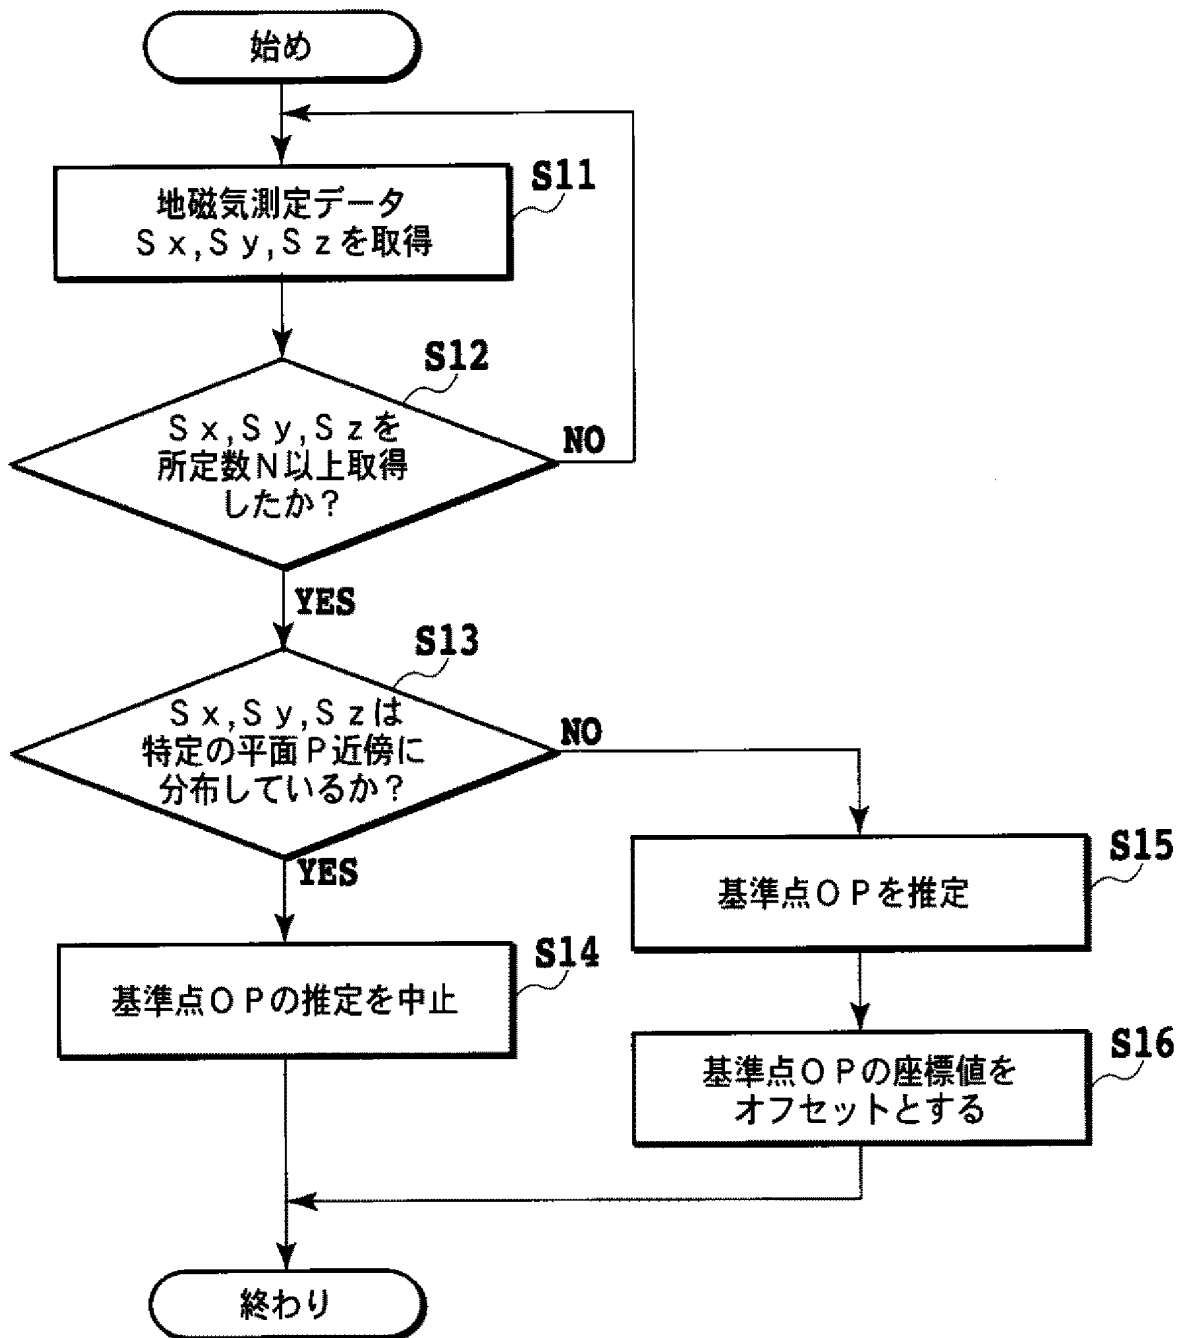 始め
地磁気測定データ
Ｓｘ,Ｓｙ,Ｓｚを取得
S11
Ｓｘ,Ｓｙ,Ｓｚを
所定数Ｎ以上取得
したか？
S12
NO
YES
Ｓｘ,Ｓｙ,Ｓｚは
特定の平面Ｐ近傍に
分布しているか？
S13
NO
YES
基準点ＯＰの推定を中止
S14
基準点ＯＰを推定
S15
基準点ＯＰの座標値を
オフセットとする
S16
終わり